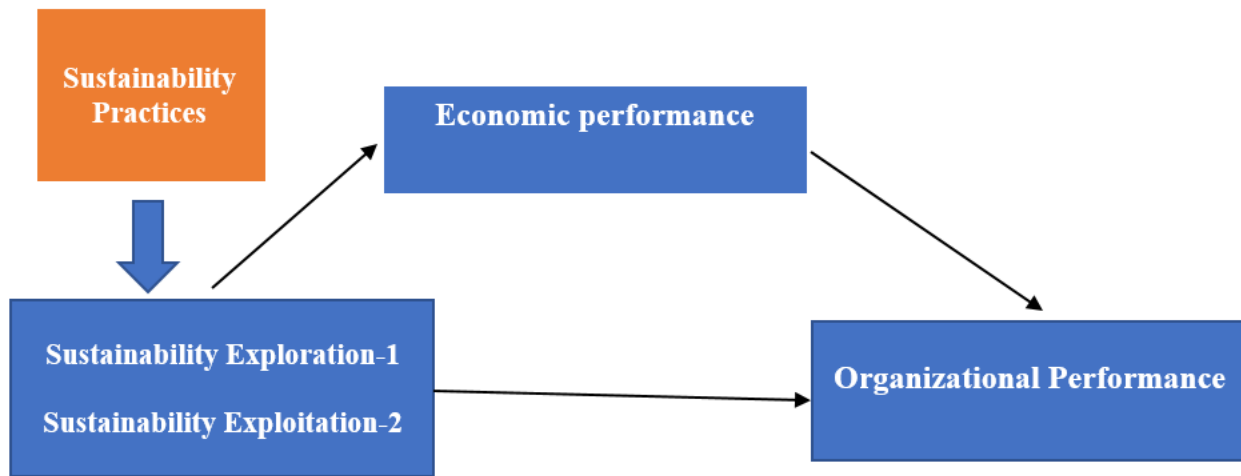 Sustainability
Practices
Economic performance
Sustainability Exploration-1
Sustainability Exploitation-2
Organizational Performance